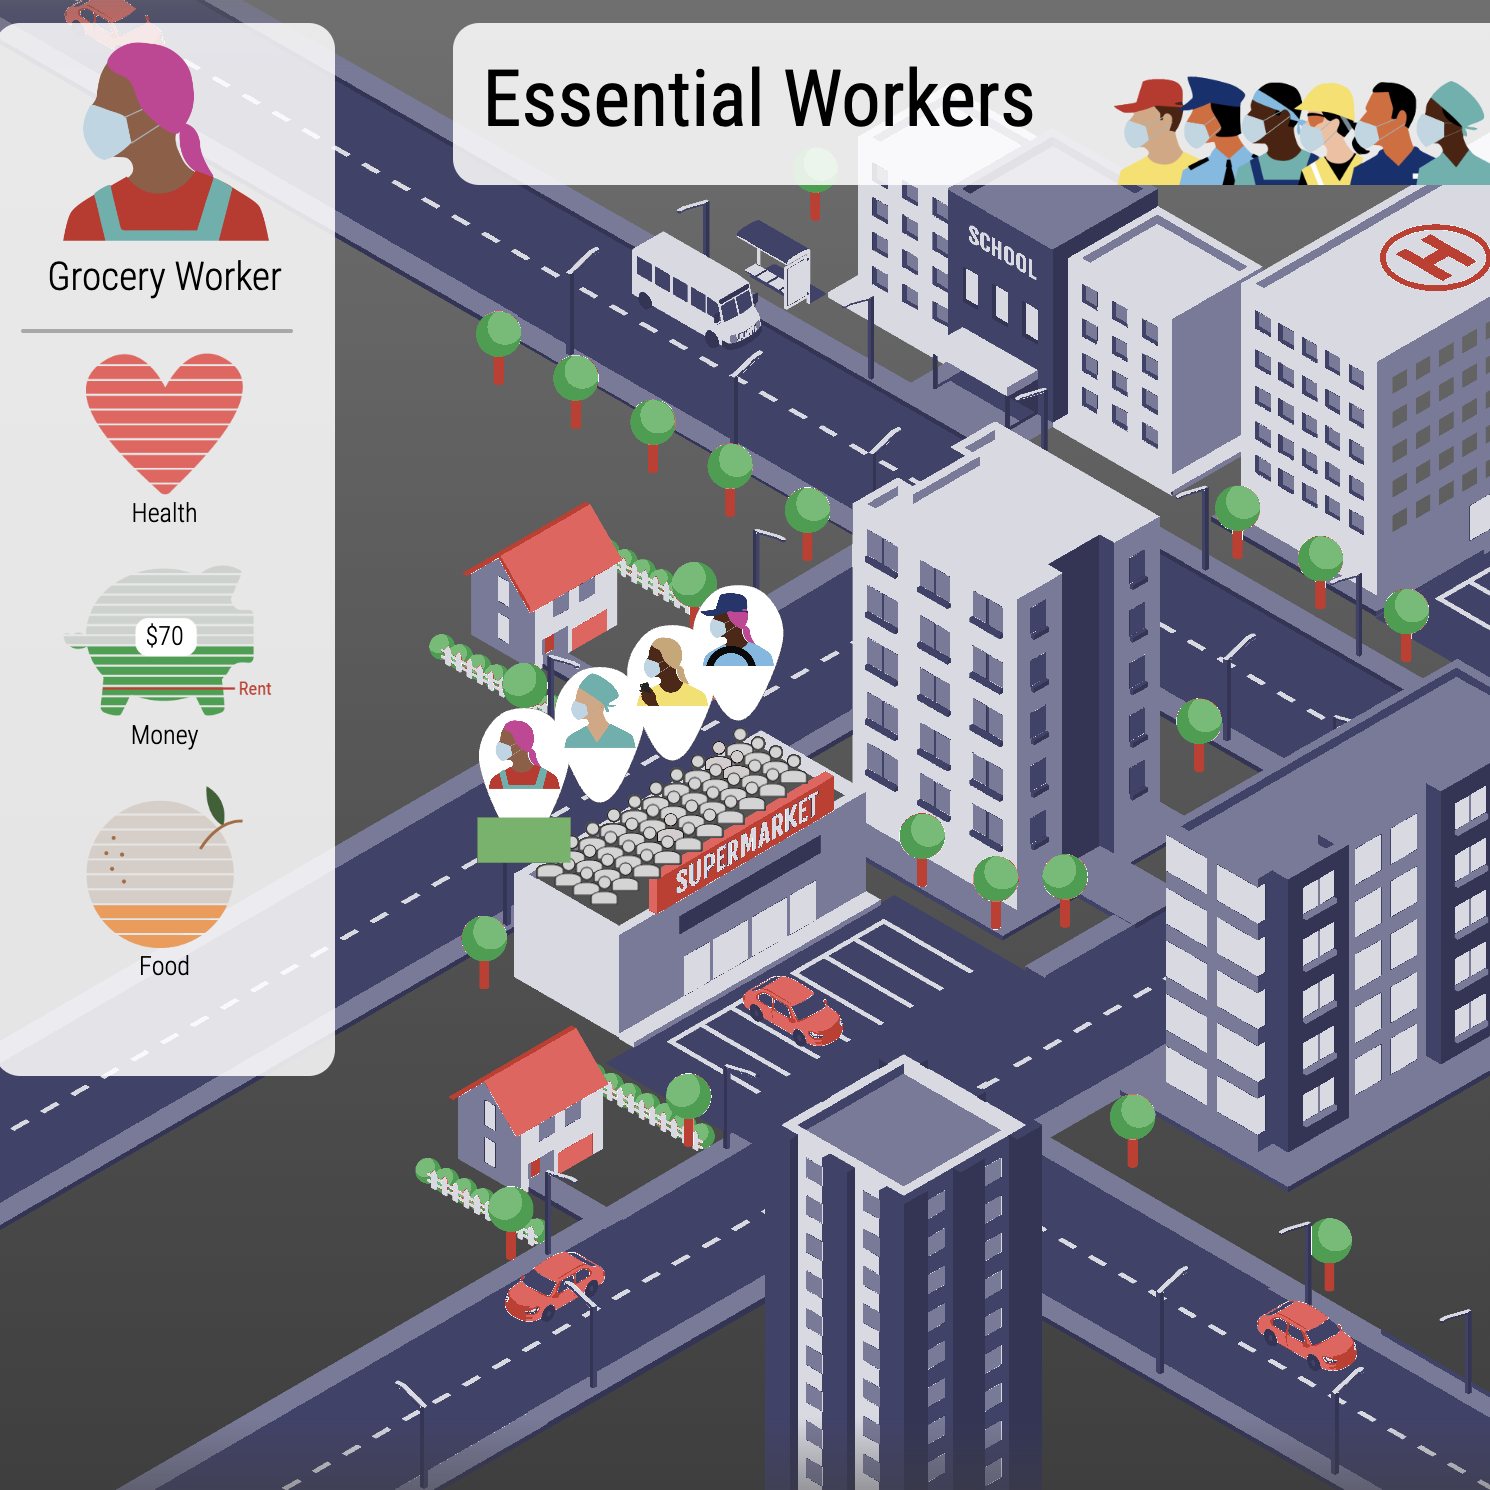 Essential Workers
Grocery Worker
Health
$70
Rent
Money
Food
SCHOOL
H
SUPERMARKET